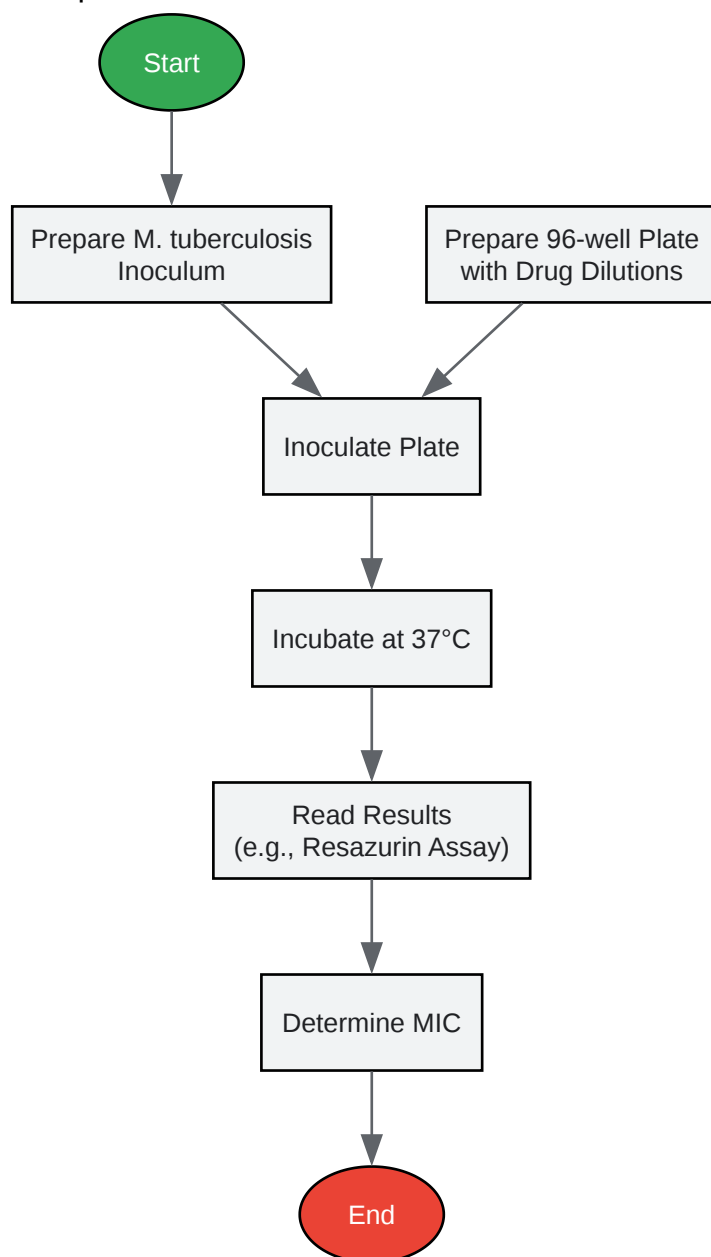 Start
Prepare M. tuberculosis
Inoculum
Prepare 96-well Plate
with Drug Dilutions
Inoculate Plate
Incubate at 37°C
Read Results
(e.g., Resazurin Assay)
Determine MIC
End